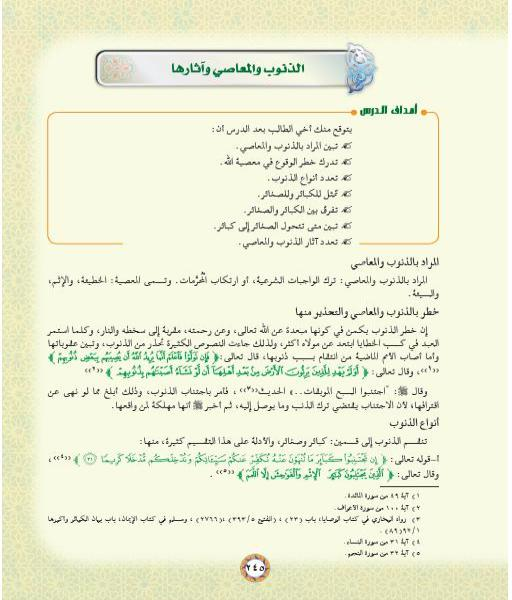 الذنوب والمعاصي وآثارها
أهداف الدرس
يتوقع منك أخي الطالب بعد الدرس أن:
تبين المراد بالذنوب والمعاصي.
تدرك خطر الوقوع في معصية الله.
تعدد أنواع الذنوب.
تمثل للكبائر وللصغائر.
تفرق بين الكبائر والصغائر.
تبين متى تتحول الصغائر إلى كبائر.
تعدد آثار الذنوب والمعاصي.
المراد بالذنوب والمعاصي
المراد بالذنوب والمعاصي: ترك الواجبات الشرعية، أو ارتكاب المُحرَّمات. وتسمى المعصية: الخطيئة، والإثم،
والسيئة.
خطر بالذنوب والمعاصي والتحذير منها
إن خطر الذنوب يكمن في كونها مبعدة عن الله تعالى، وعن رحمته، مقربة إلى سخطه والنار، وكلما استمر
العبد في كسب الخطايا ابتعد عن مولاه أكثر، ولذلك جاءت النصوص الكثيرة تحذر من الذنوب، وتبين عقوباتها
وما أصاب الأمم الماضية من انتقام بسبب ذنوبها، قال تعالى: ﴿ فَإِن تَوَلَّوْا فَاعْلَمْ أَنَّمَا يُرِيدُ اللَّهُ أَن يُصِيبَهُم بِبَعْضِ ذُنُوبِهِمْ ﴾
«١»، وقال تعالى: ﴿ أَوَلَمْ يَهْدِ لِلَّذِينَ يَرِثُونَ الْأَرْضَ مِن بَعْدِ أَهْلِهَا أَن لَّوْ نَشَاءُ أَصَبْنَاهُم بِذُنُوبِهِمْ ﴾ «٢»
وقال ﷺ: "اجتنبوا السبع الموبقات..» الحديث«٣»، فأمر باجتناب الذنوب، وذلك أبلغ مما لو نهى عن
اقترافها، لأن الاجتناب يقتضي ترك الذنب وما يوصل إليه، ثم أخبر ﷺ أنها مهلكة لمن واقعها.
أنواع الذنوب
تنقسم الذنوب إلى قسمين: كبائر وصغائر، والأدلة على هذا التقسيم كثيرة، منها:
١-قوله تعالى: ﴿ إِن تَجْتَنِبُوا كَبَائِرَ مَا تُنْهَوْنَ عَنْهُ نُكَفِّرْ عَنكُمْ سَيِّئَاتِكُمْ وَنُدْخِلْكُم مُّدْخَلًا كَرِيمًا ﴿٣١﴾ ﴾ «٤»،
وقال تعالى: ﴿ الَّذِينَ يَجْتَنِبُونَ كَبَائِرَ الْإِثْمِ وَالْفَوَاحِشَ إِلَّا اللَّمَمَ ﴾ «٥».
١) آية ٤٩ من سورة المائدة.
٢) آية ١٠٠ من سورة الأعراف.
٣) رواه البخاري في كتاب الوصايا، باب (٢٣)، (الفتح ٣٩٣/٥)، (٢٧٦٦)، ومسلم في كتاب الإيمان، باب بيان الكبائر وأكبرها
٩٢/١ (٨٩).
٤) آية ٣١ من سورة النساء.
٥) آية ٣٢ من سورة النجم.
٢٤٥